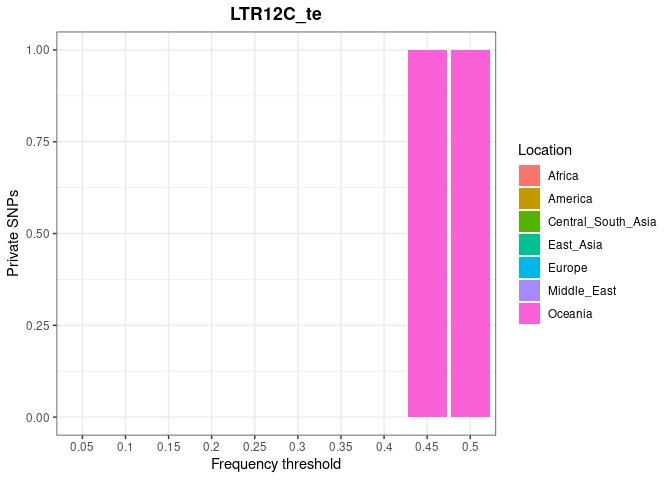 LTR12C_te
1.00
0.75
0.50
0.25
0.00
Private SNPs
0.05 0.1 0.15 0.2 0.25 0.3 0.35 0.4 0.45 0.5
Frequency threshold
Location
Africa
America
Central_South_Asia
East_Asia
Europe
Middle_East
Oceania